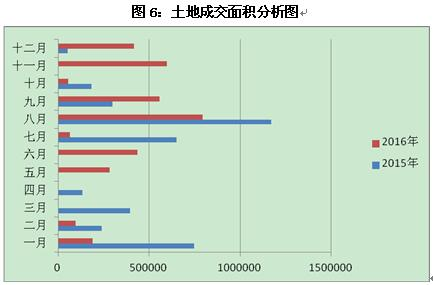 图 6：土地成交面积分析图
十二月
十一月
十月
九月
八月
七月
六月
五月
四月
三月
二月
一月
2016年
2015年
0 500000 1000000 1500000